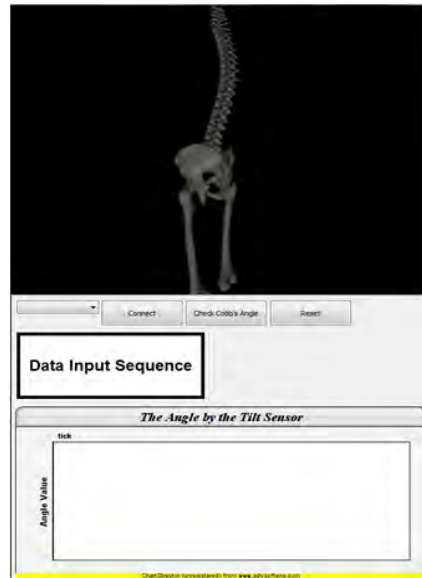 Connect
Check Cobb's Angle
Reset
Data Input Sequence
The Angle by the Tilt Sensor
tick
Angle Value
ChartDirector (unregistered) from www.advsofteng.com